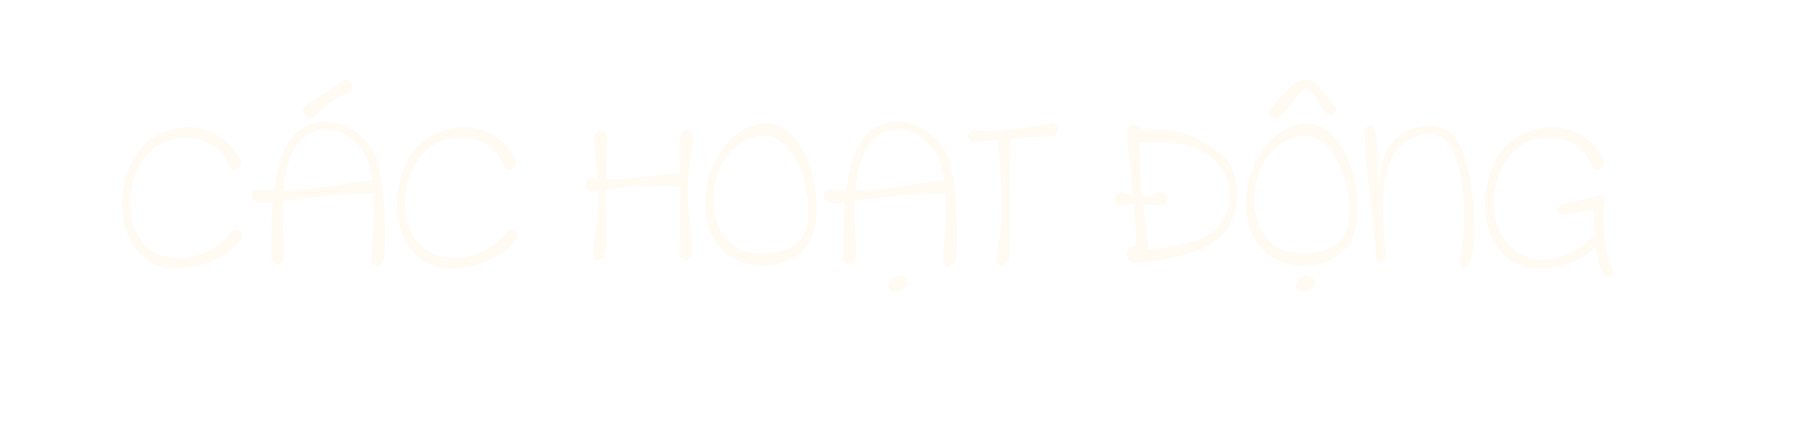 CÁC HOẠT ĐỘNG